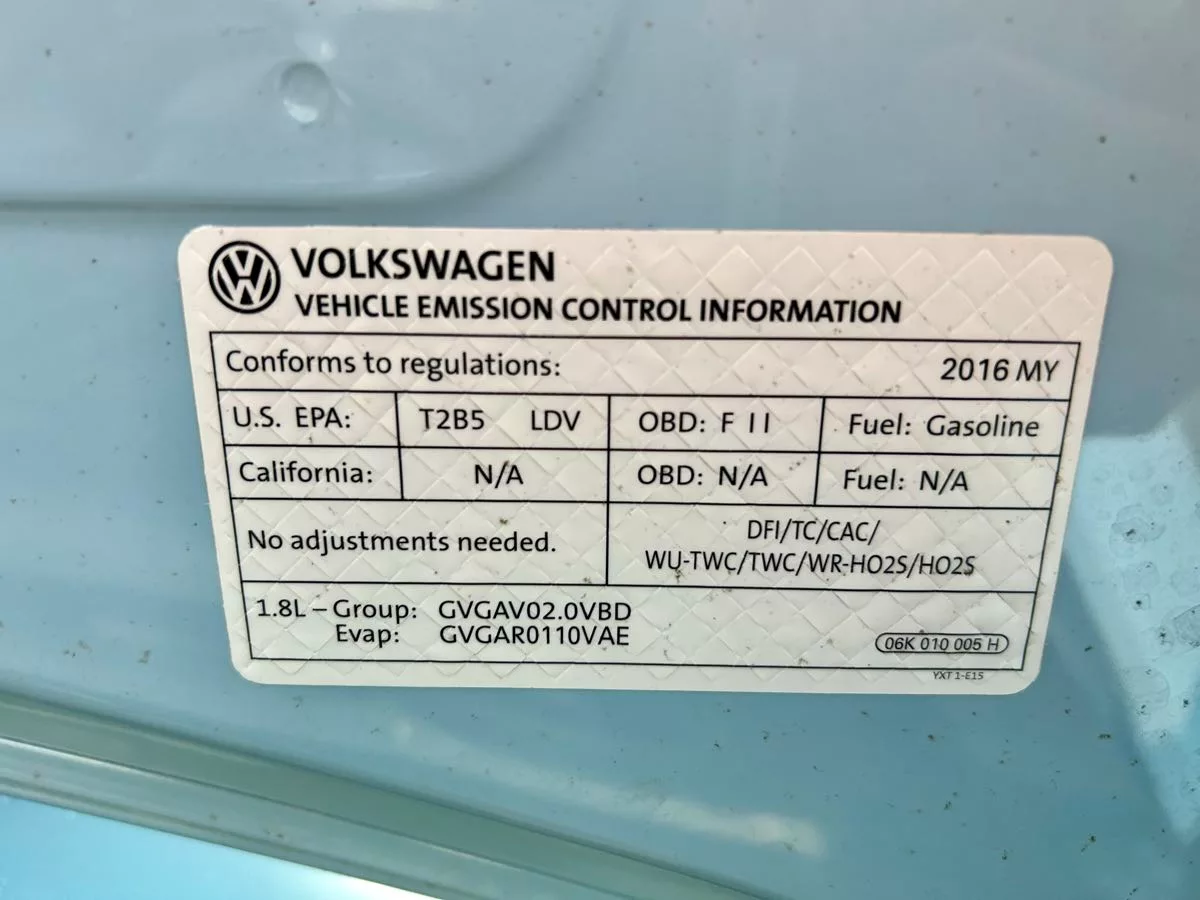 VOLKSWAGEN
VEHICLE EMISSION CONTROL INFORMATION
Conforms to regulations: 2016 MY
U.S. EPA: T2B5 LDV OBD: F II Fuel: Gasoline
California: N/A OBD: N/A Fuel: N/A
No adjustments needed.
DFI/TC/CAC/
WU-TWC/TWC/WR-HO2S/HO2S
1.8L – Group: GVGAV02.0VBD
Evap: GVGAR0110VAE
06K 010 005 H
YXT 1-E15